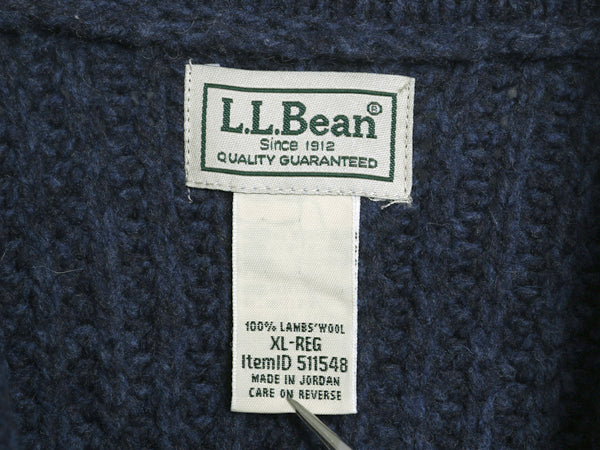 L.L.Bean®
Since 1912
QUALITY GUARANTEED
100% LAMBS' WOOL
XL-REG
ItemID 511548
MADE IN JORDAN
CARE ON REVERSE